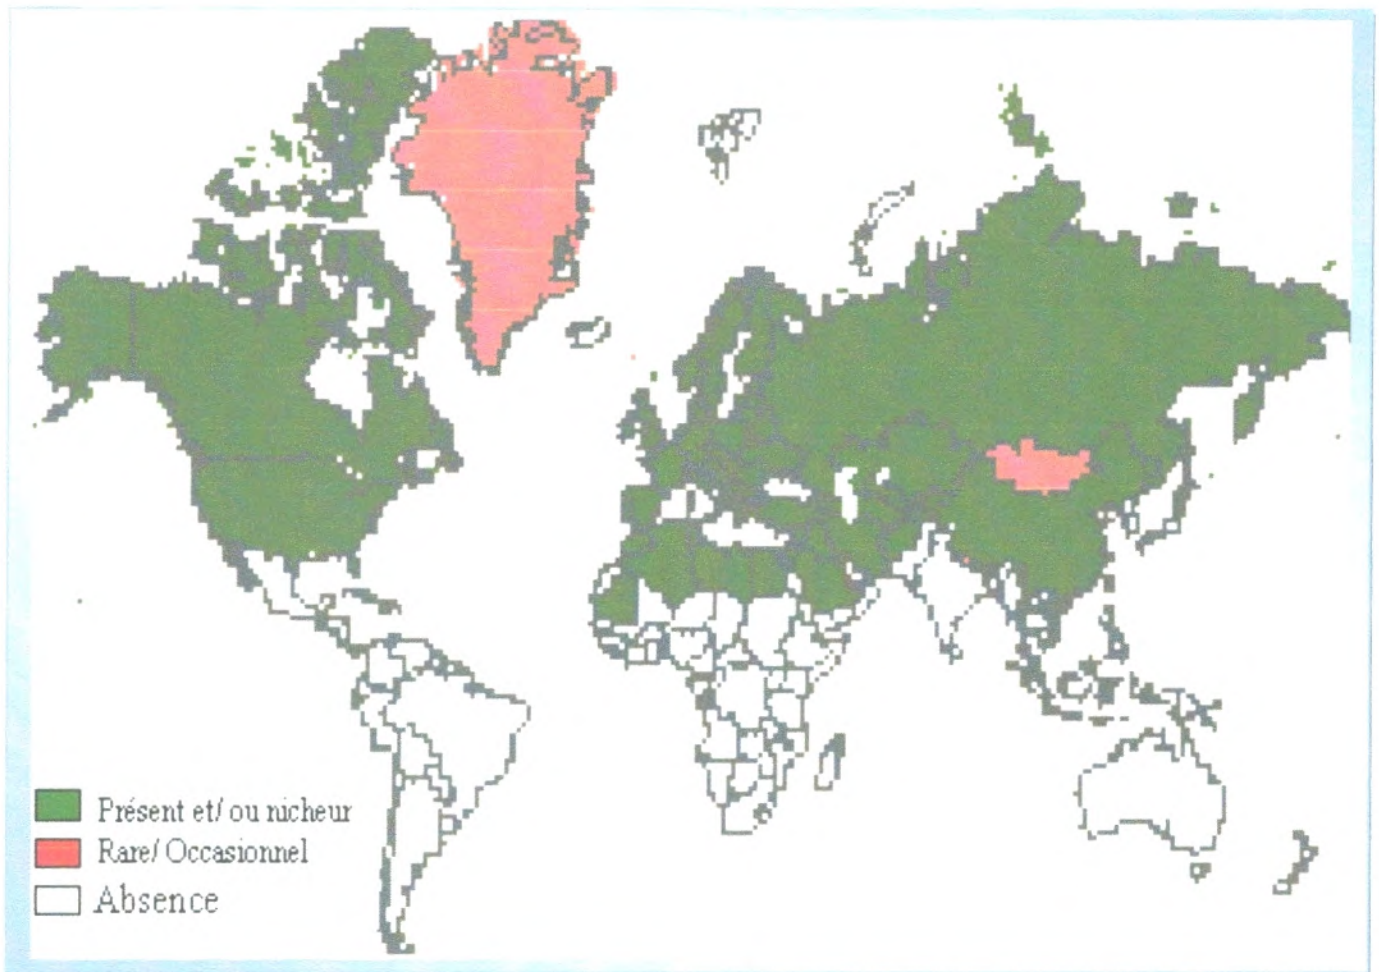 Présent et/ ou nicheur
Rare/ Occasionnel
Absence